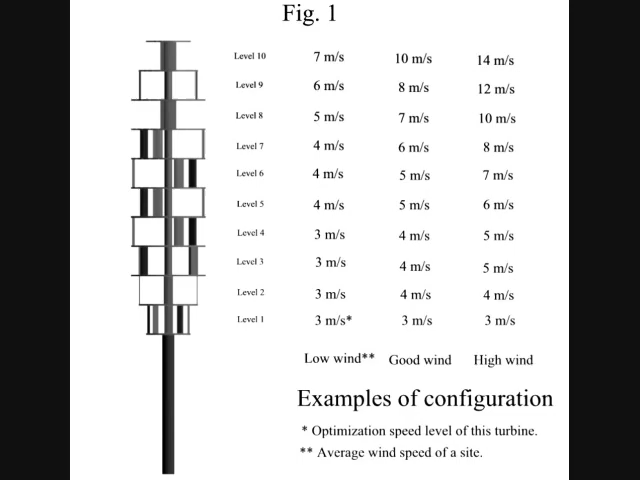 Fig. 1
Level 10 7 m/s 10 m/s 14 m/s
Level 9 6 m/s 8 m/s 12 m/s
Level 8 5 m/s 7 m/s 10 m/s
Level 7 4 m/s 6 m/s 8 m/s
Level 6 4 m/s 5 m/s 7 m/s
Level 5 4 m/s 5 m/s 6 m/s
Level 4 3 m/s 4 m/s 5 m/s
Level 3 3 m/s 4 m/s 5 m/s
Level 2 3 m/s 4 m/s 4 m/s
Level 1 3 m/s* 3 m/s 3 m/s
Low wind** Good wind High wind
Examples of configuration
* Optimization speed level of this turbine.
** Average wind speed of a site.